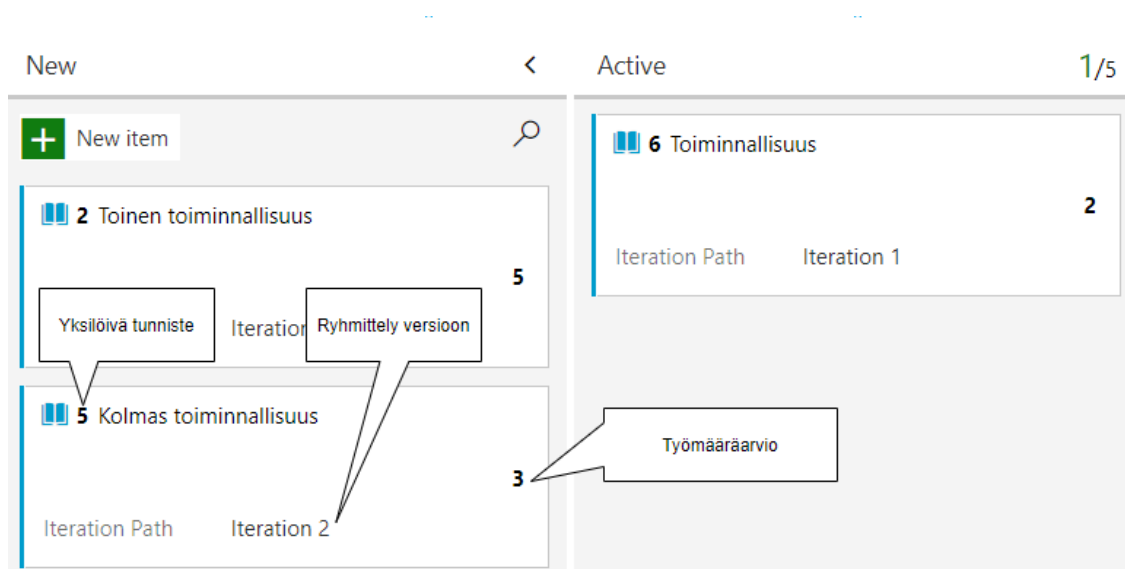 New
Active
1/5
New item
2 Toinen toiminnallisuus
5
Yksilöivä tunniste
Iteration
Ryhmittely versioon
5 Kolmas toiminnallisuus
3
Iteration Path
Iteration 2
6 Toiminnallisuus
2
Iteration Path
Iteration 1
Työmääräarvio